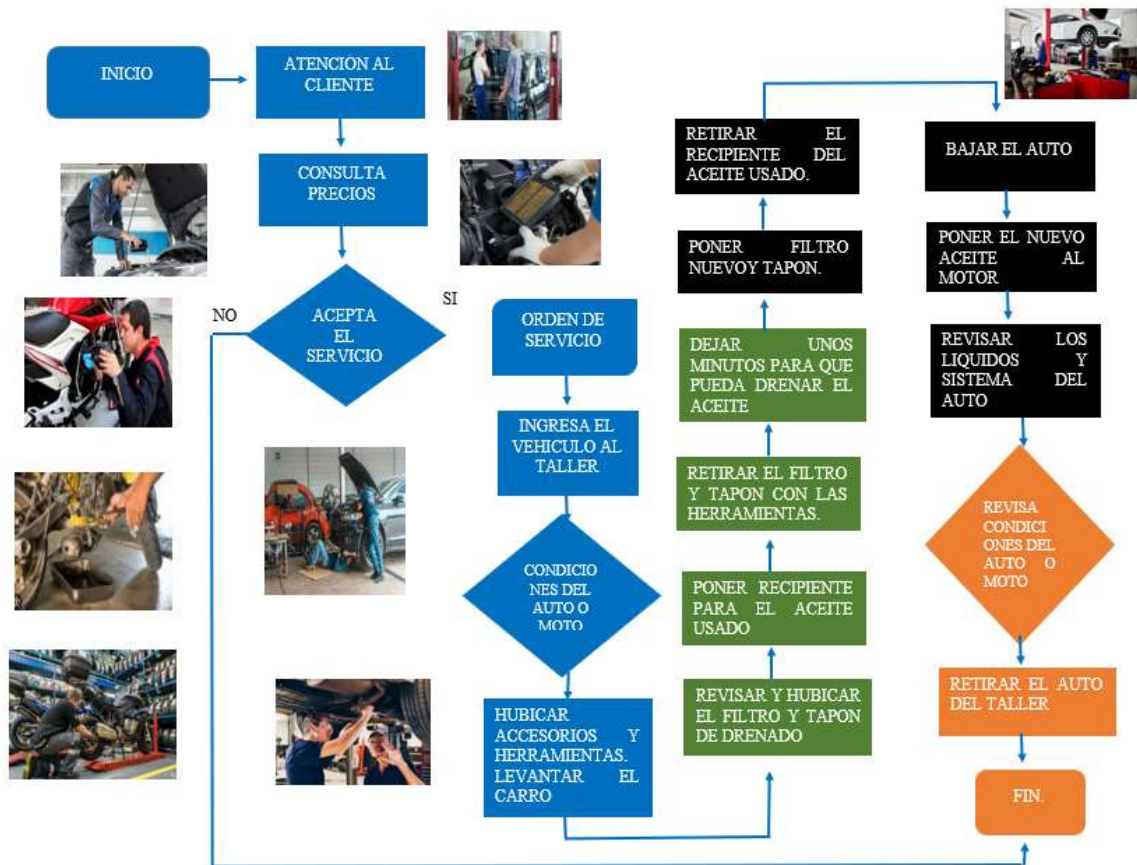 INICIO
ATENCIÓN AL
CLIENTE
CONSULTA
PRECIOS
ACEPTA
EL
SERVICIO
NO
SI
ORDEN DE
SERVICIO
INGRESA EL
VEHICULO AL
TALLER
CONDICIO
NES DEL
AUTO O
MOTO
HUBICAR
ACCESORIOS Y
HERRAMIENTAS.
LEVANTAR EL
CARRO
REVISAR Y HUBICAR
EL FILTRO Y TAPON
DE DRENADO
PONER RECIPIENTE
PARA EL ACEITE
USADO
RETIRAR EL FILTRO
Y TAPON CON LAS
HERRAMIENTAS.
DEJAR UNOS
MINUTOS PARA QUE
PUEDA DRENAR EL
ACEITE
PONER FILTRO
NUEVOY TAPON.
RETIRAR EL
RECIPIENTE DEL
ACEITE USADO.
BAJAR EL AUTO
PONER EL NUEVO
ACEITE AL
MOTOR
REVISAR LOS
LIQUIDOS Y
SISTEMA DEL
AUTO
REVISA
CONDICI
ONES DEL
AUTO O
MOTO
RETIRAR EL AUTO
DEL TALLER
FIN.